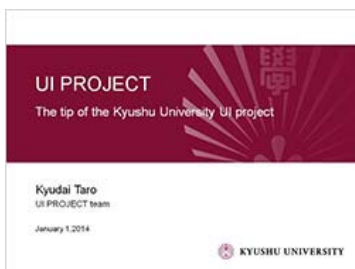 UI PROJECT
The tip of the Kyushu University UI project
學
Kyudai Taro
UI PROJECT team
January 1,2014
KYUSHU UNIVERSITY